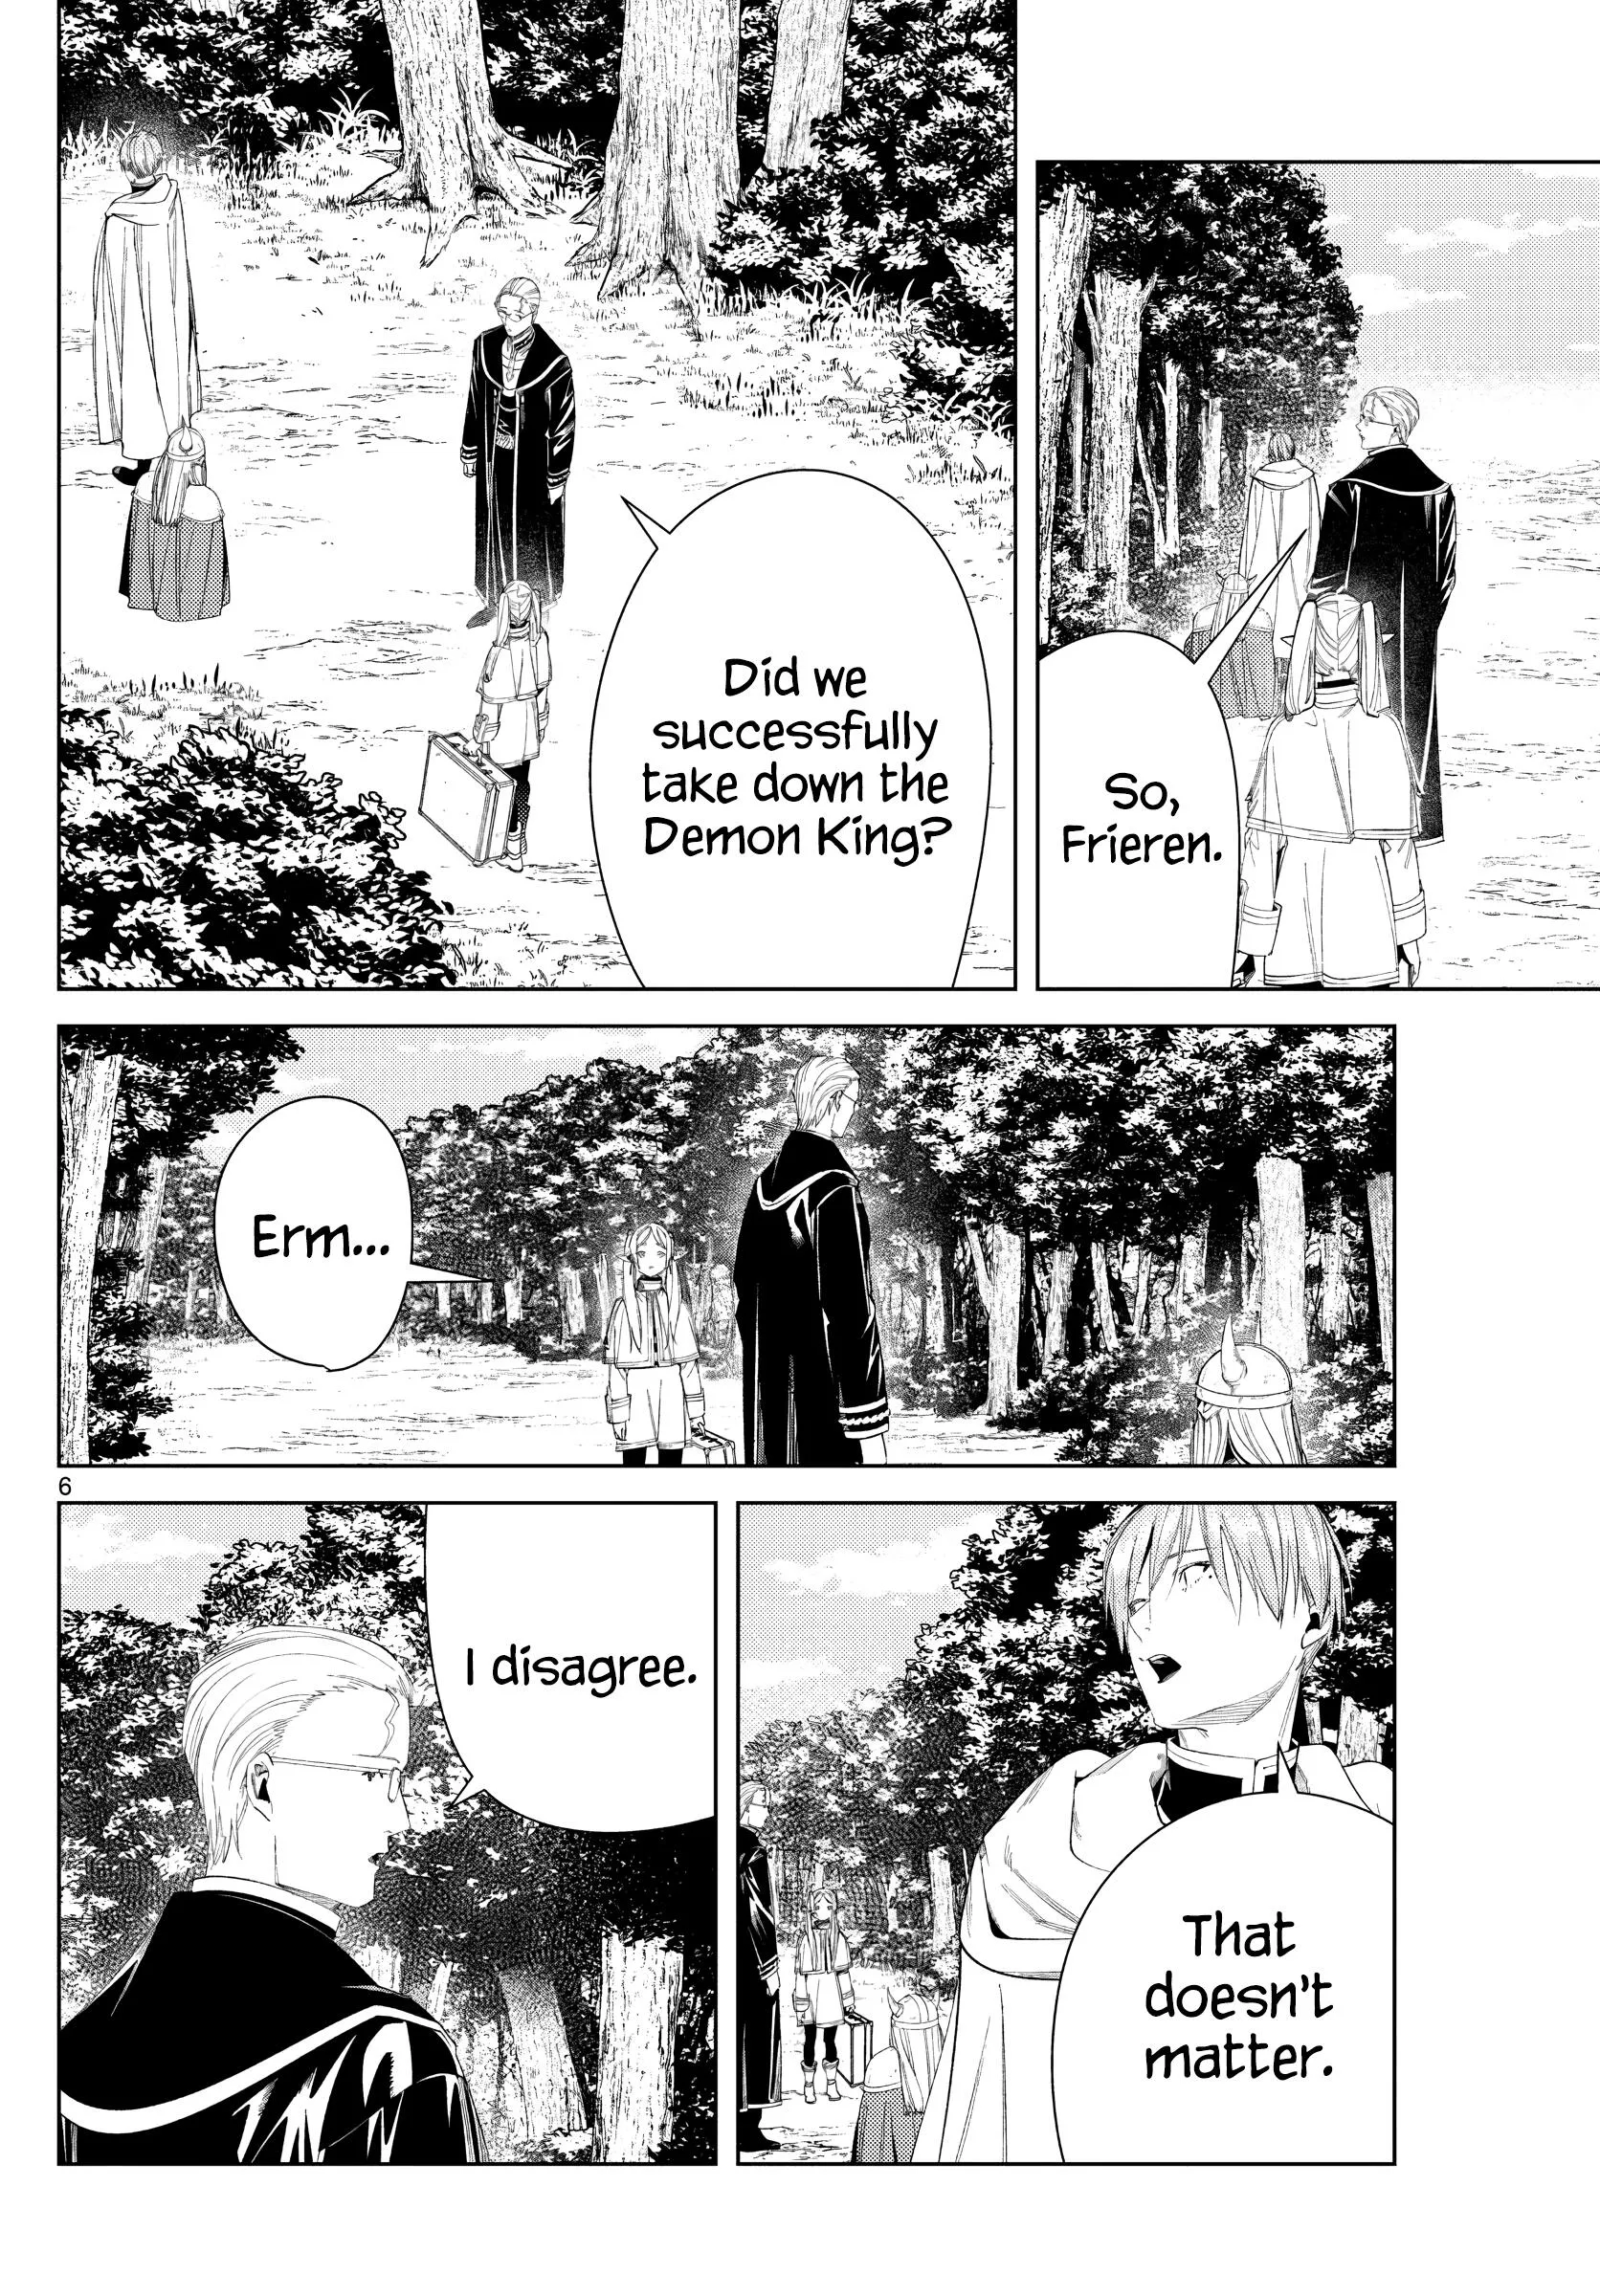 So,
Frieren.
Did we
successfully
take down the
Demon King?
Erm...
That
doesn't
matter.
I disagree.
6